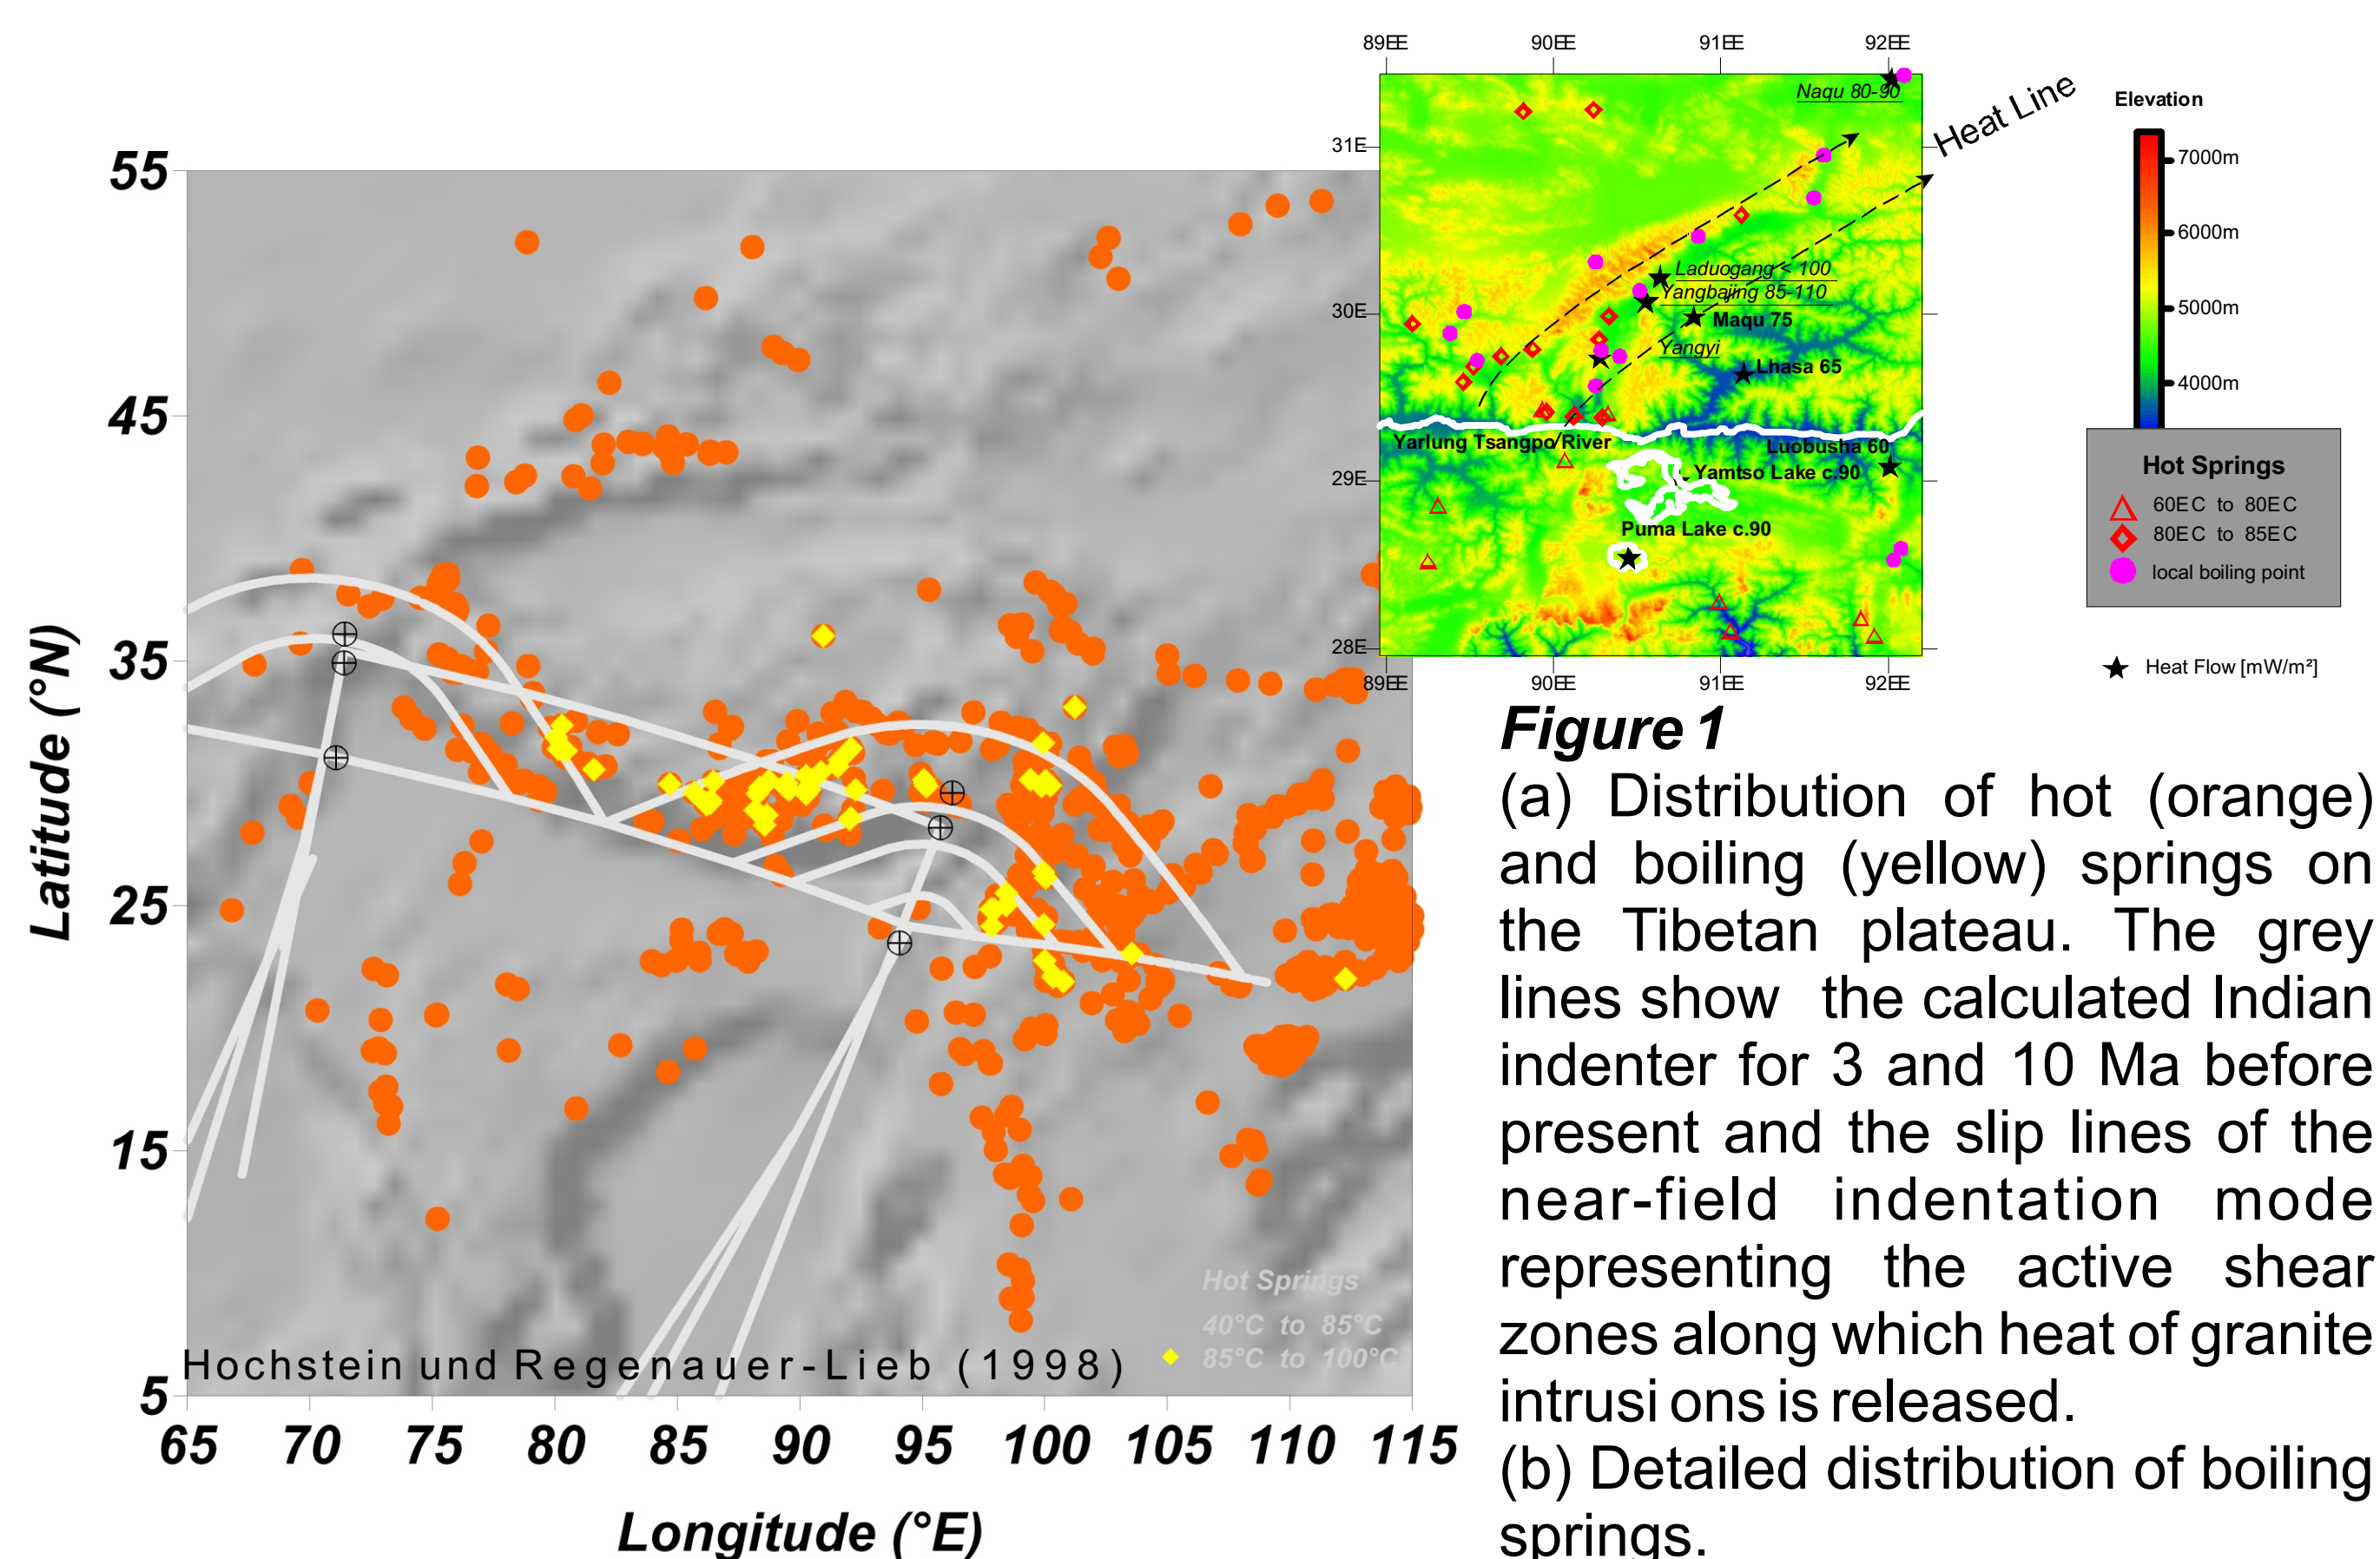 89EE 90EE 91EE 92EE
Naqu 80-90
Heat Line
Elevation
7000m
6000m
5000m
4000m
31E
30E
29E
28E
Laduogang < 100
Yangbajing 85-110
Maqu 75
Yangyi
Lhasa 65
Yarlung Tsangpo River
Luobusha 60
Yamtso Lake c.90
Puma Lake c.90
89EE 90EE 91EE 92EE
Hot Springs
60EC to 80EC
80EC to 85EC
local boiling point
Heat Flow [mW/m²]
55
45
35
25
15
5
Latitude (°N)
Hot Springs
40°C to 85°C
85°C to 100°C
Hochstein und Regenauer-Lieb (1998)
65 70 75 80 85 90 95 100 105 110 115
Longitude (°E)
Figure 1
(a) Distribution of hot (orange)
and boiling (yellow) springs on
the Tibetan plateau. The grey
lines show the calculated Indian
indenter for 3 and 10 Ma before
present and the slip lines of the
near-field indentation mode
representing the active shear
zones along which heat of granite
intrusi ons is released.
(b) Detailed distribution of boiling
springs.